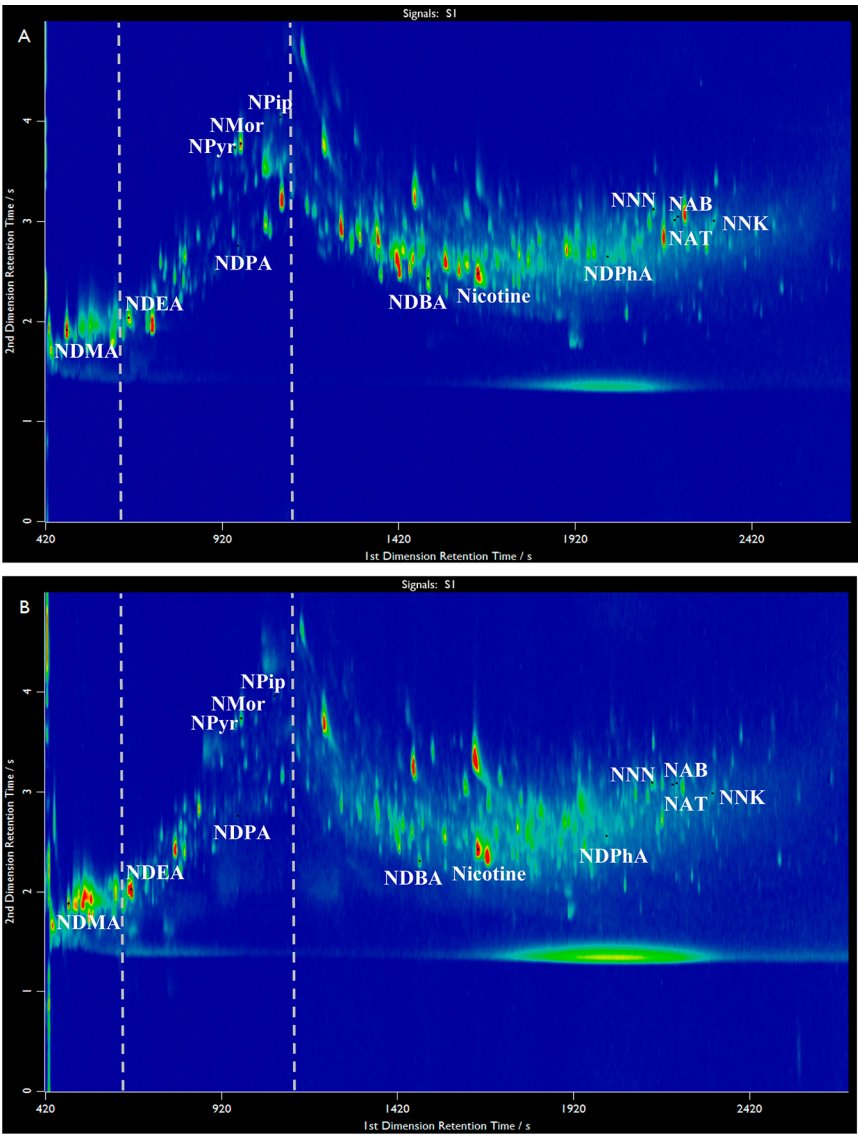 Signals: S1
A
NPip
NMor
NPyr
NNN
NAB
NNK
NAT
NDPA
NDPhA
NDEA
NDBA
Nicotine
NDMA
2nd Dimension Retention Time / s
0
1
2
3
4
420
920
1420
1920
2420
1st Dimension Retention Time / s
Signals: S1
B
NPip
NMor
NPyr
NNN
NAB
NNK
NAT
NDPA
NDPhA
NDEA
NDBA
Nicotine
NDMA
2nd Dimension Retention Time / s
0
1
2
3
4
420
920
1420
1920
2420
1st Dimension Retention Time / s